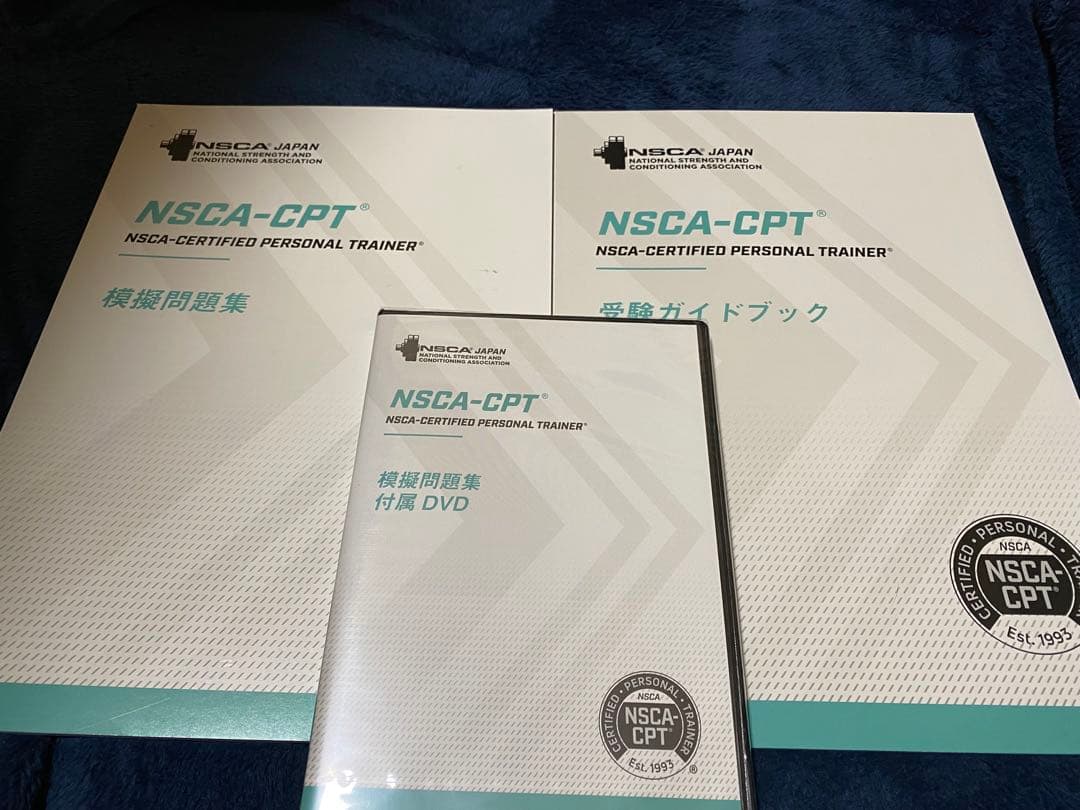 NSCA® JAPAN
NATIONAL STRENGTH AND
CONDITIONING ASSOCIATION
NSCA-CPT®
NSCA-CERTIFIED PERSONAL TRAINER®
模擬問題集
NSCA® JAPAN
NATIONAL STRENGTH AND
CONDITIONING ASSOCIATION
NSCA-CPT®
NSCA-CERTIFIED PERSONAL TRAINER®
受験ガイドブック
CERTIFIED • PERSONAL • TRA
NSCA
NSCA-
CPT®
Est. 1993
NSCA® JAPAN
NATIONAL STRENGTH AND
CONDITIONING ASSOCIATION
NSCA-CPT®
NSCA-CERTIFIED PERSONAL TRAINER®
模擬問題集
付属 DVD
CERTIFIED • PERSONAL • TRAINER
NSCA
NSCA-
CPT®
Est. 1993
®